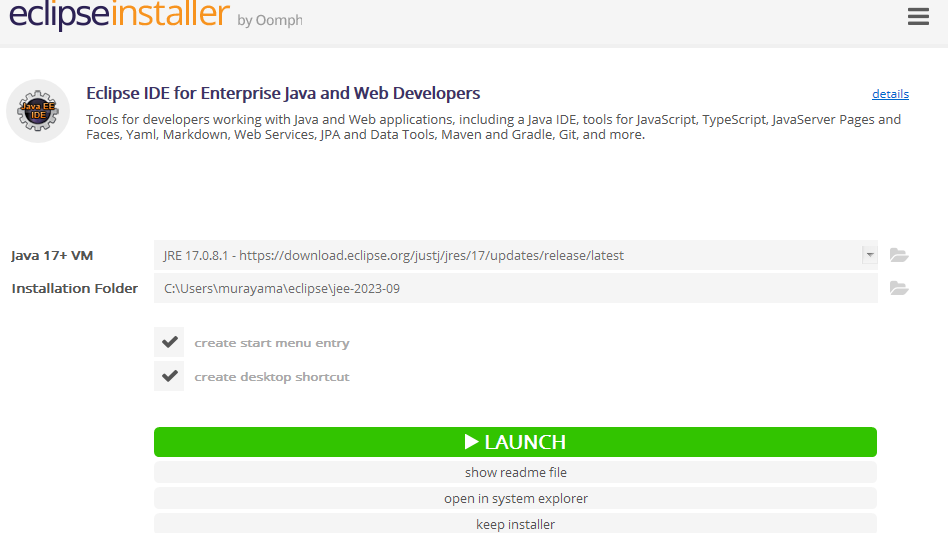 eclipseinstaller by Oomph
Java EE
IDE
Eclipse IDE for Enterprise Java and Web Developers
details
Tools for developers working with Java and Web applications, including a Java IDE, tools for JavaScript, TypeScript, JavaServer Pages and
Faces, Yaml, Markdown, Web Services, JPA and Data Tools, Maven and Gradle, Git, and more.
Java 17+ VM
JRE 17.0.8.1 - https://download.eclipse.org/justj/jres/17/updates/release/latest
Installation Folder
C:\Users\murayama\eclipse\jee-2023-09
create start menu entry
create desktop shortcut
LAUNCH
show readme file
open in system explorer
keep installer